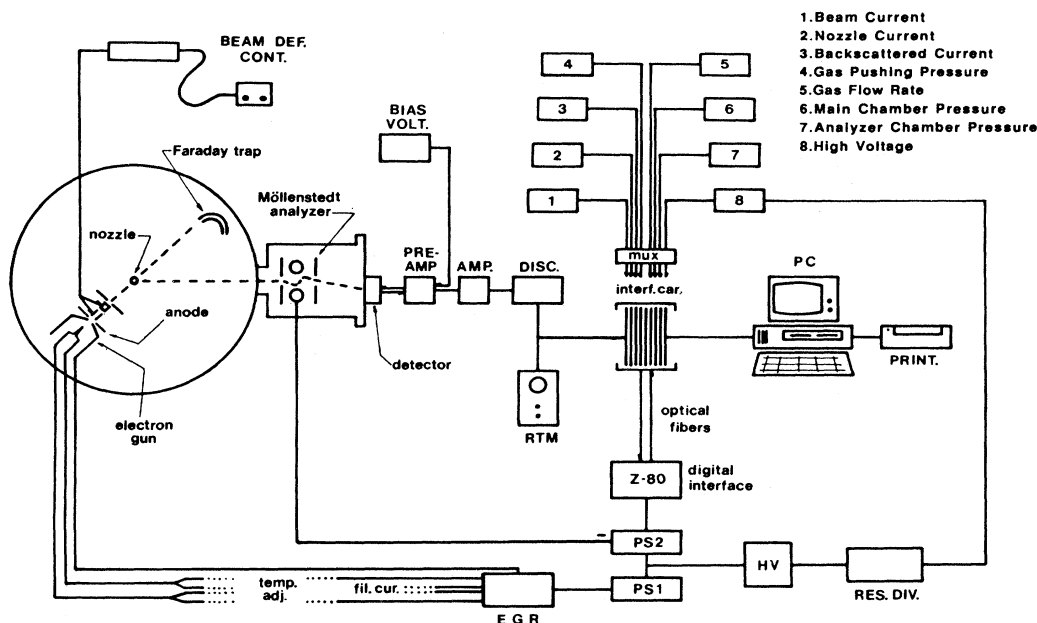 BEAM DEF.
CONT.
1.Beam Current
2.Nozzle Current
3.Backscattered Current
4.Gas Pushing Pressure
5.Gas Flow Rate
6.Main Chamber Pressure
7.Analyzer Chamber Pressure
8.High Voltage
4
5
3
6
2
7
1
8
BIAS
VOLT.
Faraday trap
Möllenstedt
analyzer
nozzle
PRE-
AMP
AMP.
DISC.
mux
interf.car.
PC
anode
detector
PRINT.
electron
gun
RTM
optical
fibers
Z-80
digital
interface
–
PS2
HV
RES. DIV.
temp.
adj.
fil.cur.
PS1
E G R